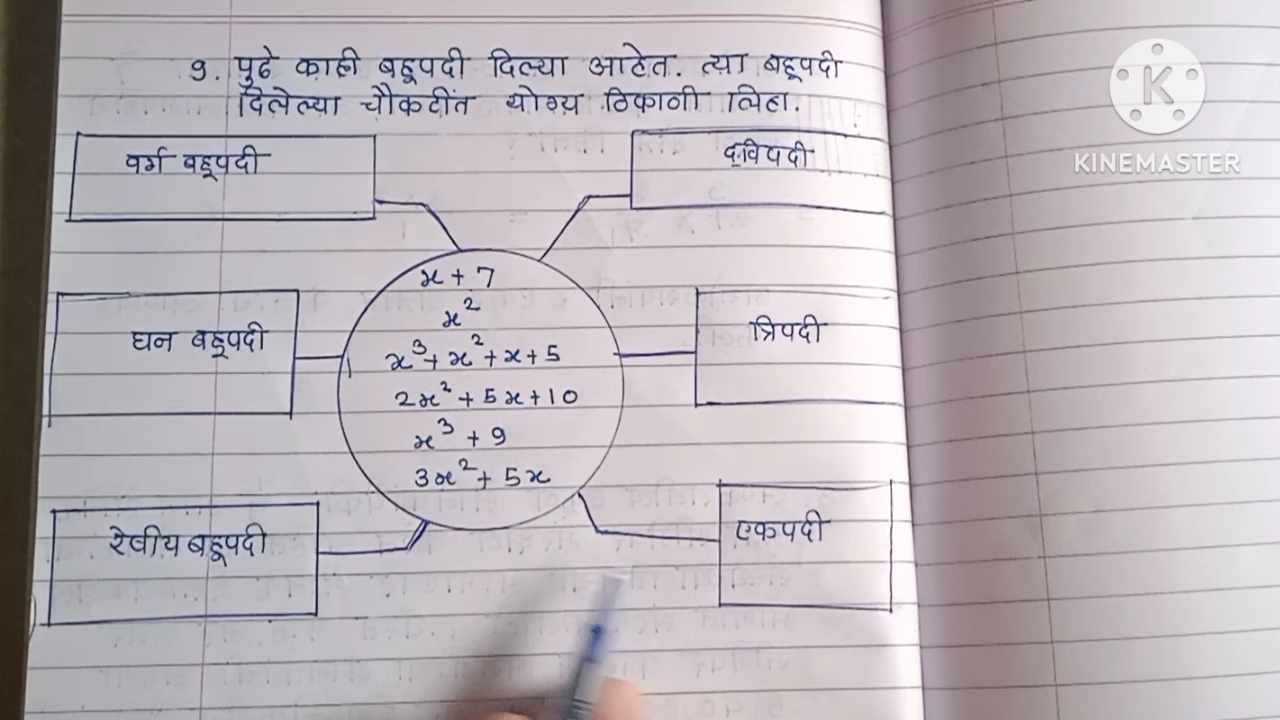 9. पुढे काही बहूपदी दिल्या आहेत. त्या बहूपदी
दिलेल्या चौकटींत योग्य ठिकाणी लिहा.
वर्ग बहूपदी
द्विपदी
x + 7
x²
x³ + x² + x + 5
2x² + 5x + 10
x³ + 9
3x² + 5x
घन बहूपदी
त्रिपदी
रेषीय बहूपदी
एकपदी
K
KINEMASTER